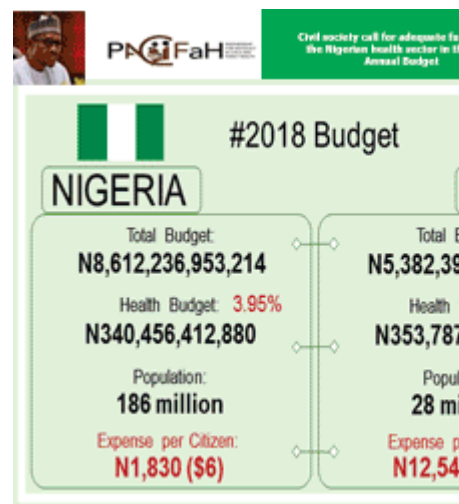 PACFaH
Civil society call for adequate fu
the Nigerian health sector in th
Annual Budget
#2018 Budget
NIGERIA
Total Budget:
N8,612,236,953,214
Health Budget: 3.95%
N340,456,412,880
Population:
186 million
Expense per Citizen:
N1,830 ($6)
Total B
N5,382,39
Health
N353,787
Popul
28 mi
Expense p
N12,54